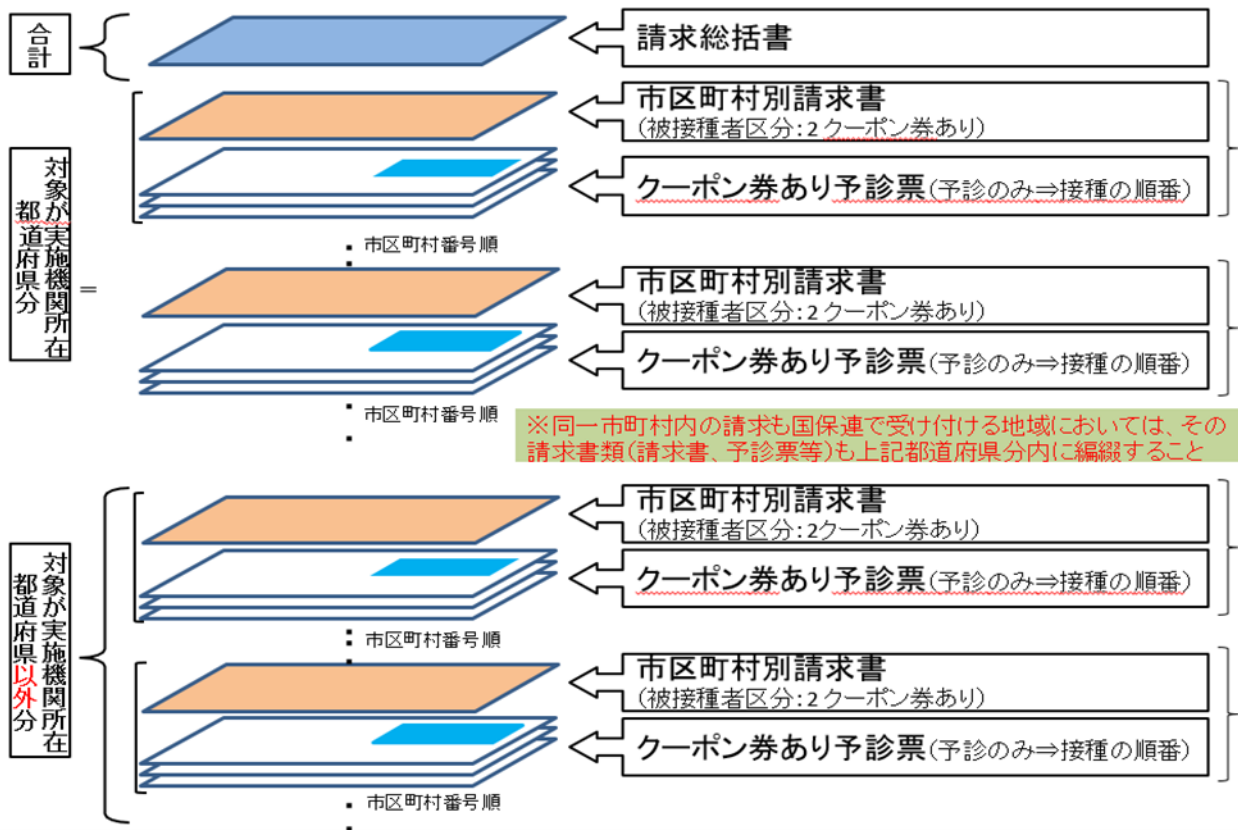 合計
請求総括書
市区町村別請求書
(被接種者区分:2 クーポン券あり)
対象が実施機関所在
都道府県分
=
クーポン券あり予診票(予診のみ⇒接種の順番)
市区町村番号順
市区町村別請求書
(被接種者区分:2 クーポン券あり)
クーポン券あり予診票(予診のみ⇒接種の順番)
市区町村番号順
※同一市町村内の請求も国保連で受け付ける地域においては、その
請求書類(請求書、予診票等)も上記都道府県分内に編綴すること
市区町村別請求書
(被接種者区分:2クーポン券あり)
対象が実施機関所在
都道府県以外分
クーポン券あり予診票(予診のみ⇒接種の順番)
市区町村番号順
市区町村別請求書
(被接種者区分:2 クーポン券あり)
クーポン券あり予診票(予診のみ⇒接種の順番)
市区町村番号順